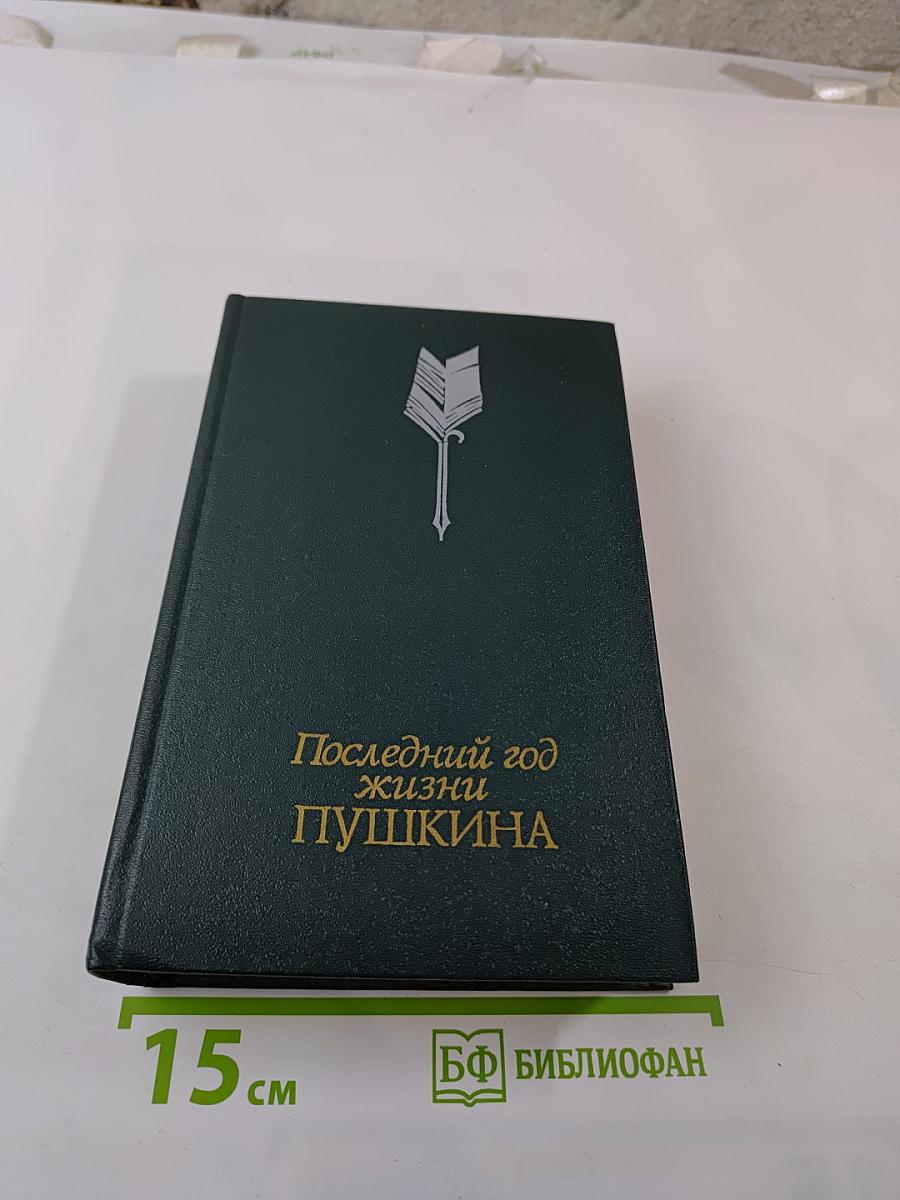 Последний год
жизни
ПУШКИНА
15 см
БФ БИБЛИОФАН